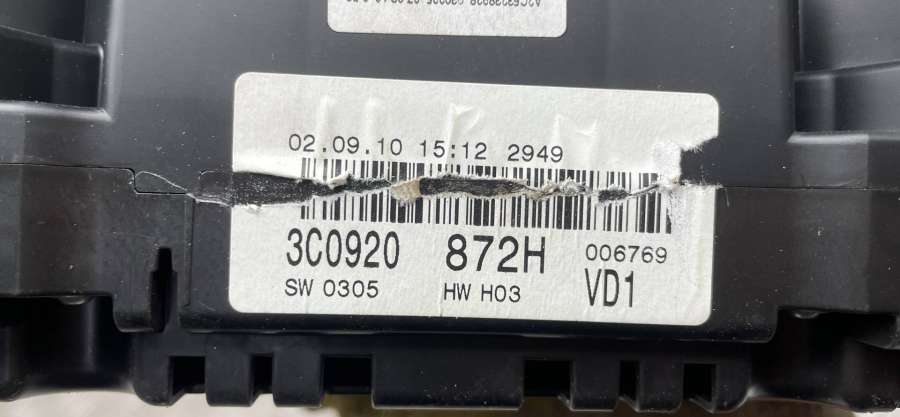 02.09.10 15:12 2949
3C0920 872H 006769
SW 0305 HW H03 VD1